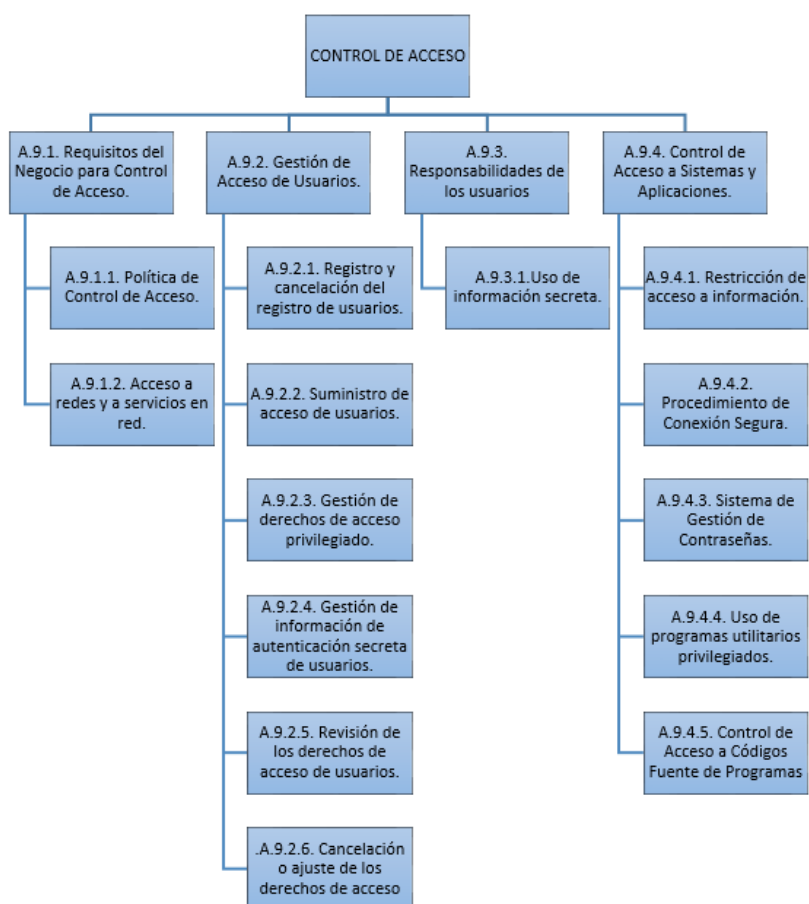 CONTROL DE ACCESO
A.9.1. Requisitos del
Negocio para Control
de Acceso.
A.9.1.1. Política de
Control de Acceso.
A.9.1.2. Acceso a
redes y a servicios en
red.
A.9.2. Gestión de
Acceso de Usuarios.
A.9.2.1. Registro y
cancelación del
registro de usuarios.
A.9.2.2. Suministro de
acceso de usuarios.
A.9.2.3. Gestión de
derechos de acceso
privilegiado.
A.9.2.4. Gestión de
información de
autenticación secreta
de usuarios.
A.9.2.5. Revisión de
los derechos de
acceso de usuarios.
.A.9.2.6. Cancelación
o ajuste de los
derechos de acceso
A.9.3.
Responsabilidades de
los usuarios
A.9.3.1.Uso de
información secreta.
A.9.4. Control de
Acceso a Sistemas y
Aplicaciones.
A.9.4.1. Restricción de
acceso a información.
A.9.4.2.
Procedimiento de
Conexión Segura.
A.9.4.3. Sistema de
Gestión de
Contraseñas.
A.9.4.4. Uso de
programas utilitarios
privilegiados.
A.9.4.5. Control de
Acceso a Códigos
Fuente de Programas